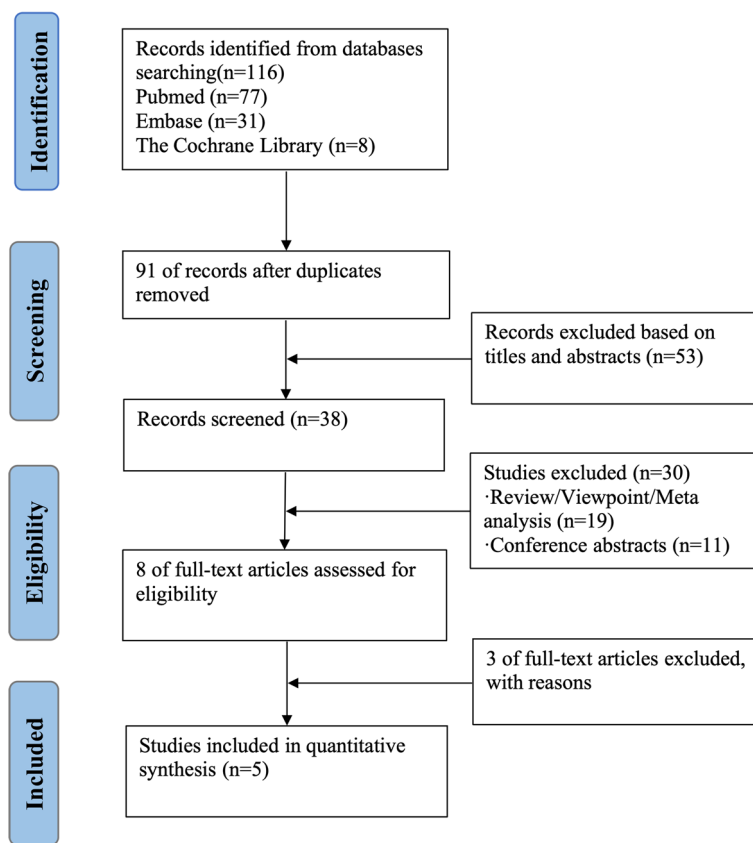 Identification
Records identified from databases
searching(n=116)
Pubmed (n=77)
Embase (n=31)
The Cochrane Library (n=8)
Screening
91 of records after duplicates
removed
Records excluded based on
titles and abstracts (n=53)
Records screened (n=38)
Eligibility
Studies excluded (n=30)
·Review/Viewpoint/Meta
analysis (n=19)
·Conference abstracts (n=11)
8 of full-text articles assessed for
eligibility
3 of full-text articles excluded,
with reasons
Included
Studies included in quantitative
synthesis (n=5)